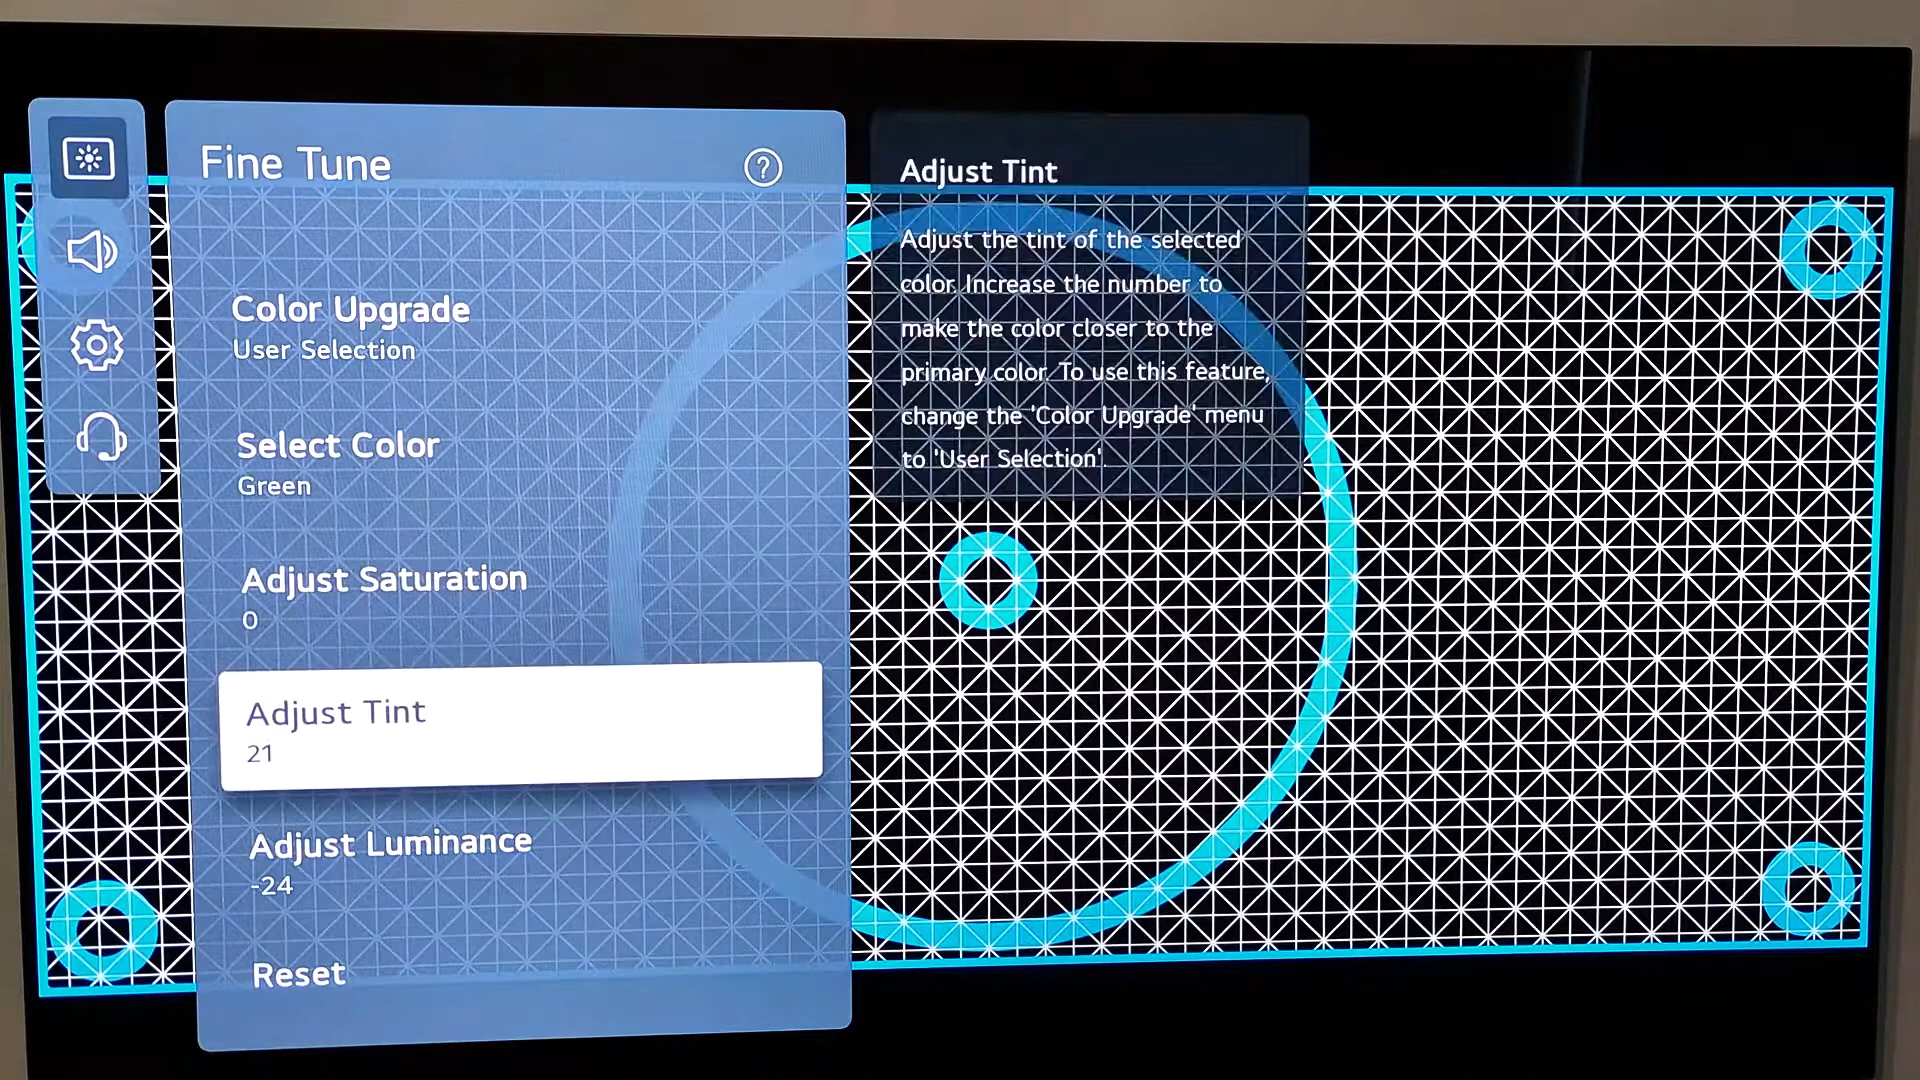 Fine Tune
?
Color Upgrade
User Selection
Select Color
Green
Adjust Saturation
0
Adjust Tint
21
Adjust Luminance
-24
Reset
Adjust Tint
Adjust the tint of the selected
color. Increase the number to
make the color closer to the
primary color. To use this feature,
change the 'Color Upgrade' menu
to 'User Selection'.